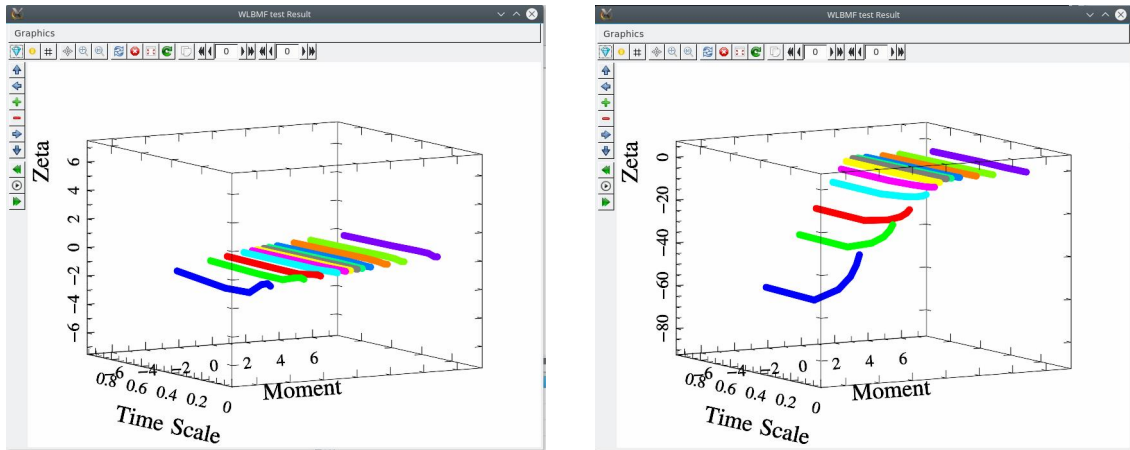 WLBMF test Result
Graphics
0 0
Zeta
6
4
2
0
−2
−4
−6
−6 −4 −2 0 2 4 6
Moment
0.8 0.6 0.4 0.2 0
Time Scale
WLBMF test Result
Graphics
0 0
Zeta
0
−20
−40
−60
−80
−6 −4 −2 0 2 4 6
Moment
0.8 0.6 0.4 0.2 0
Time Scale